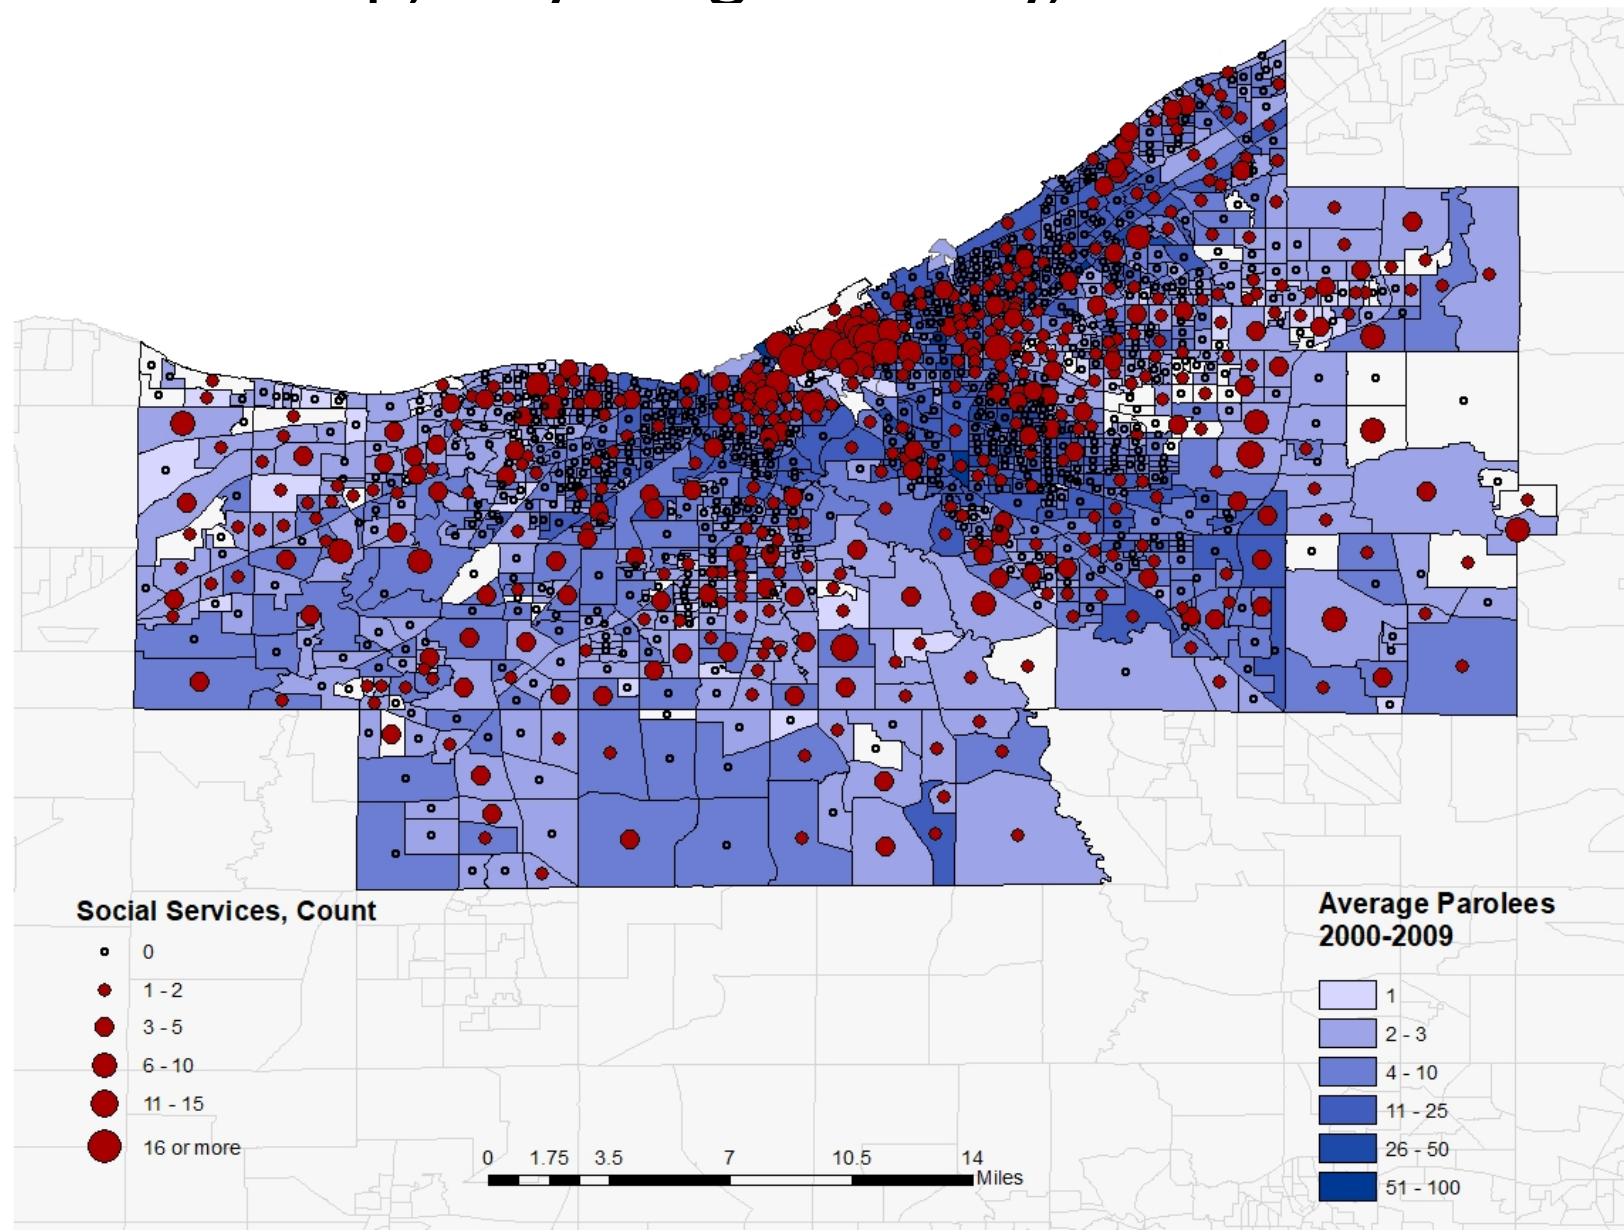 Social Services, Count
0
1 - 2
3 - 5
6 - 10
11 - 15
16 or more
0 1.75 3.5 7 10.5 14
Miles
Average Parolees
2000-2009
1
2 - 3
4 - 10
11 - 25
26 - 50
51 - 100